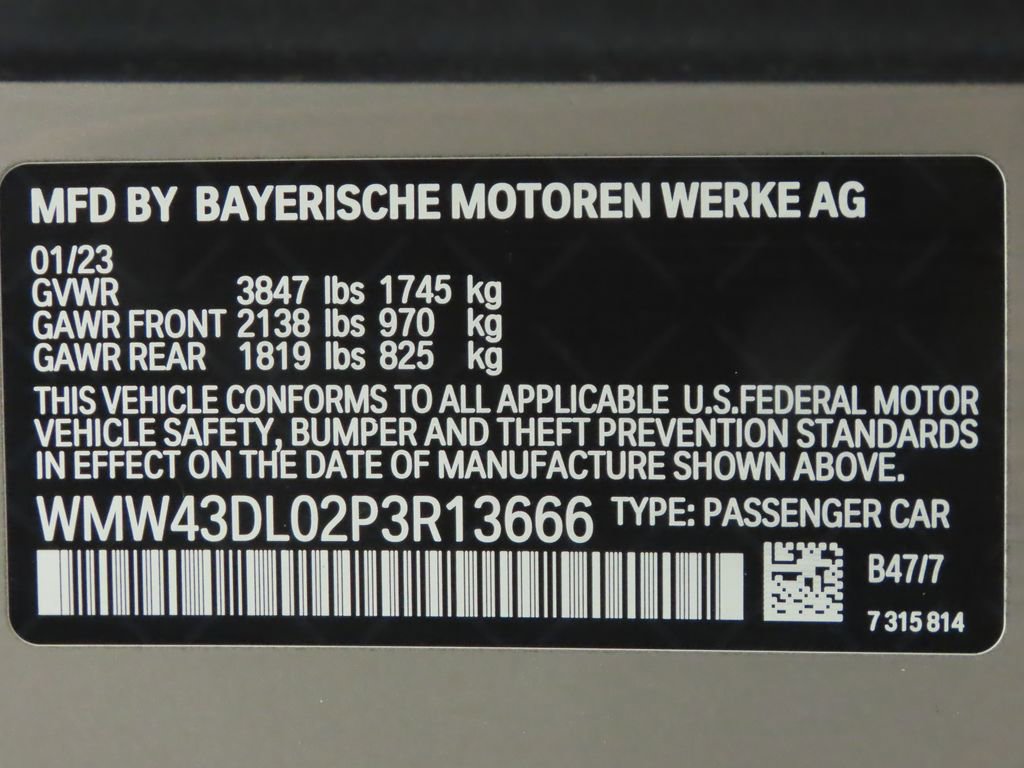 MFD BY BAYERISCHE MOTOREN WERKE AG
01/23
GVWR 3847 lbs 1745 kg
GAWR FRONT 2138 lbs 970 kg
GAWR REAR 1819 lbs 825 kg
THIS VEHICLE CONFORMS TO ALL APPLICABLE U.S.FEDERAL MOTOR
VEHICLE SAFETY, BUMPER AND THEFT PREVENTION STANDARDS
IN EFFECT ON THE DATE OF MANUFACTURE SHOWN ABOVE.
WMW43DL02P3R13666 TYPE: PASSENGER CAR
B47/7
7 315 814